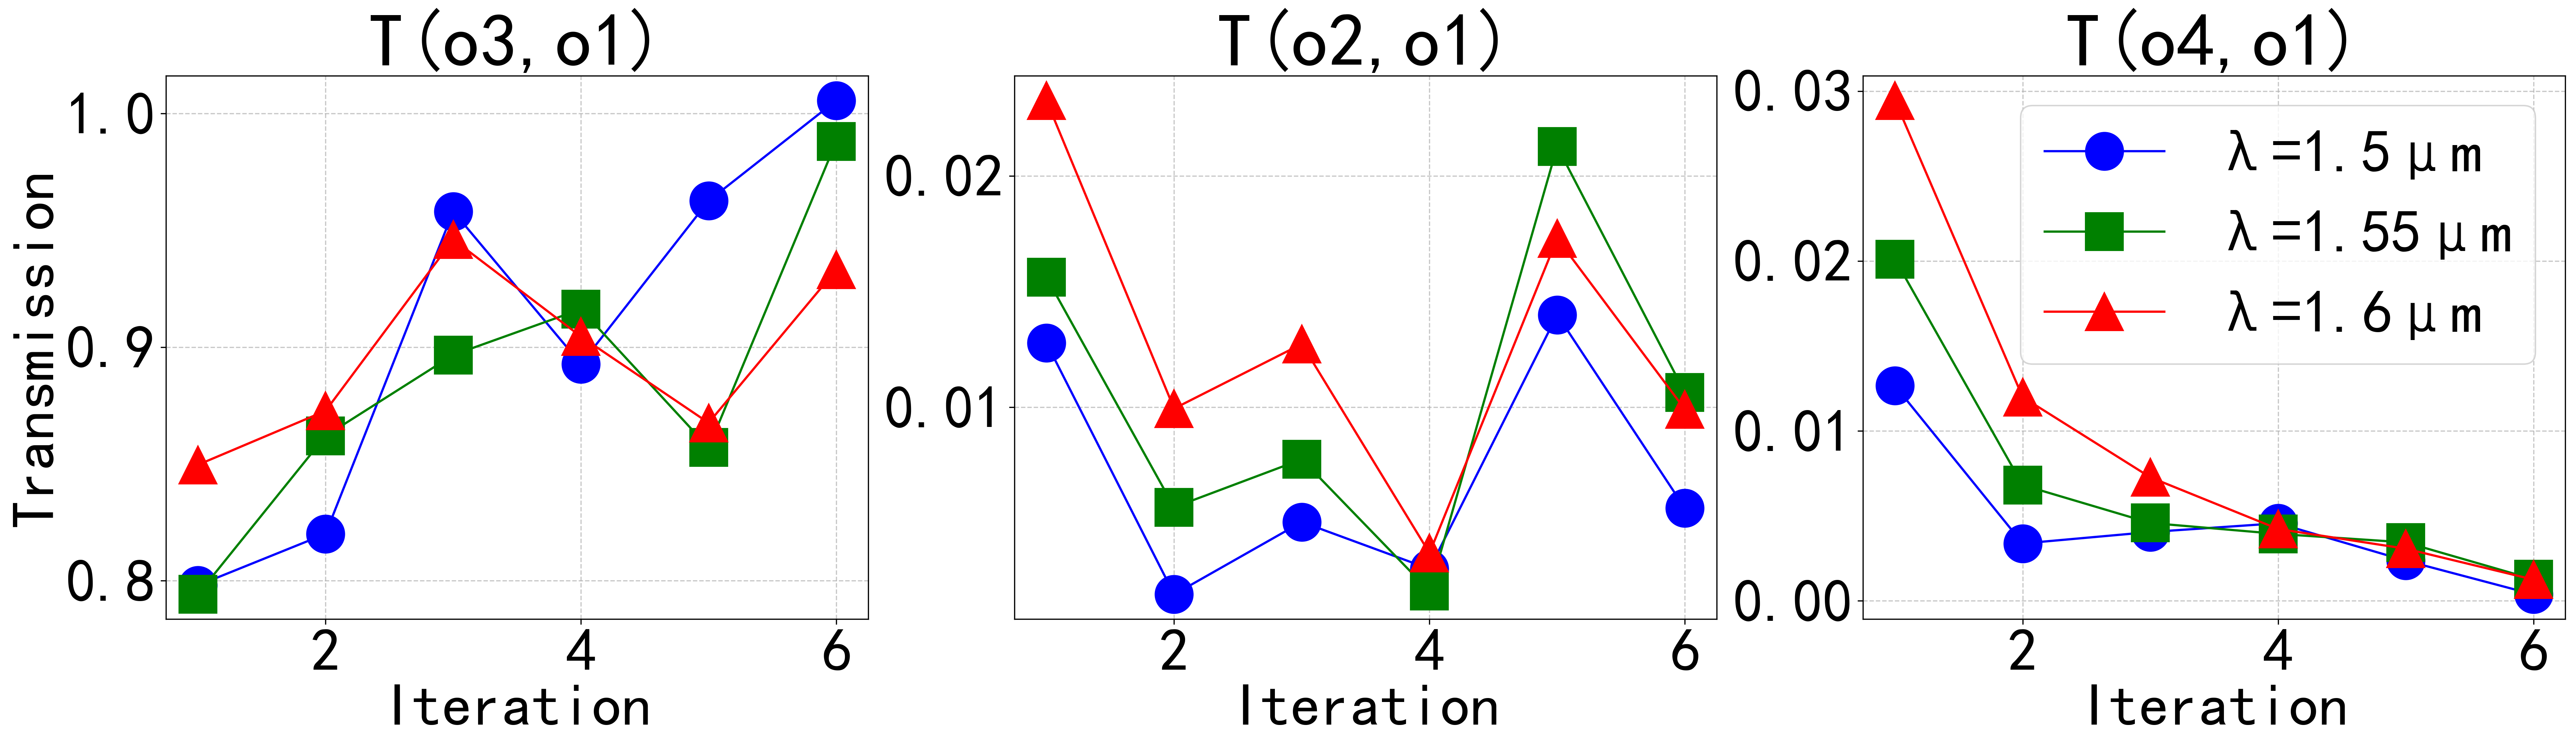 T(o3,o1)
Transmission
1.0
0.9
0.8
2 4 6
Iteration
T(o2,o1)
0.02
0.01
2 4 6
Iteration
T(o4,o1)
0.03
0.02
0.01
0.00
λ=1.5μm
λ=1.55μm
λ=1.6μm
2 4 6
Iteration